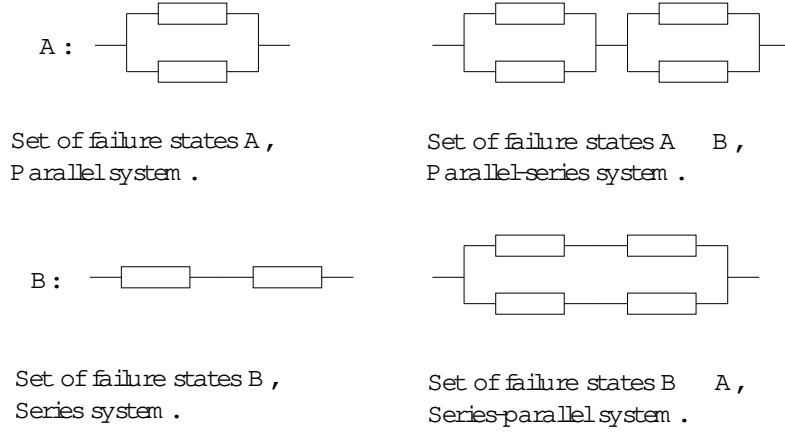 A :
Set of failure states A ,
Parallel system .
Set of failure states A B ,
Parallel-series system .
B :
Set of failure states B ,
Series system .
Set of failure states B A ,
Series-parallel system .